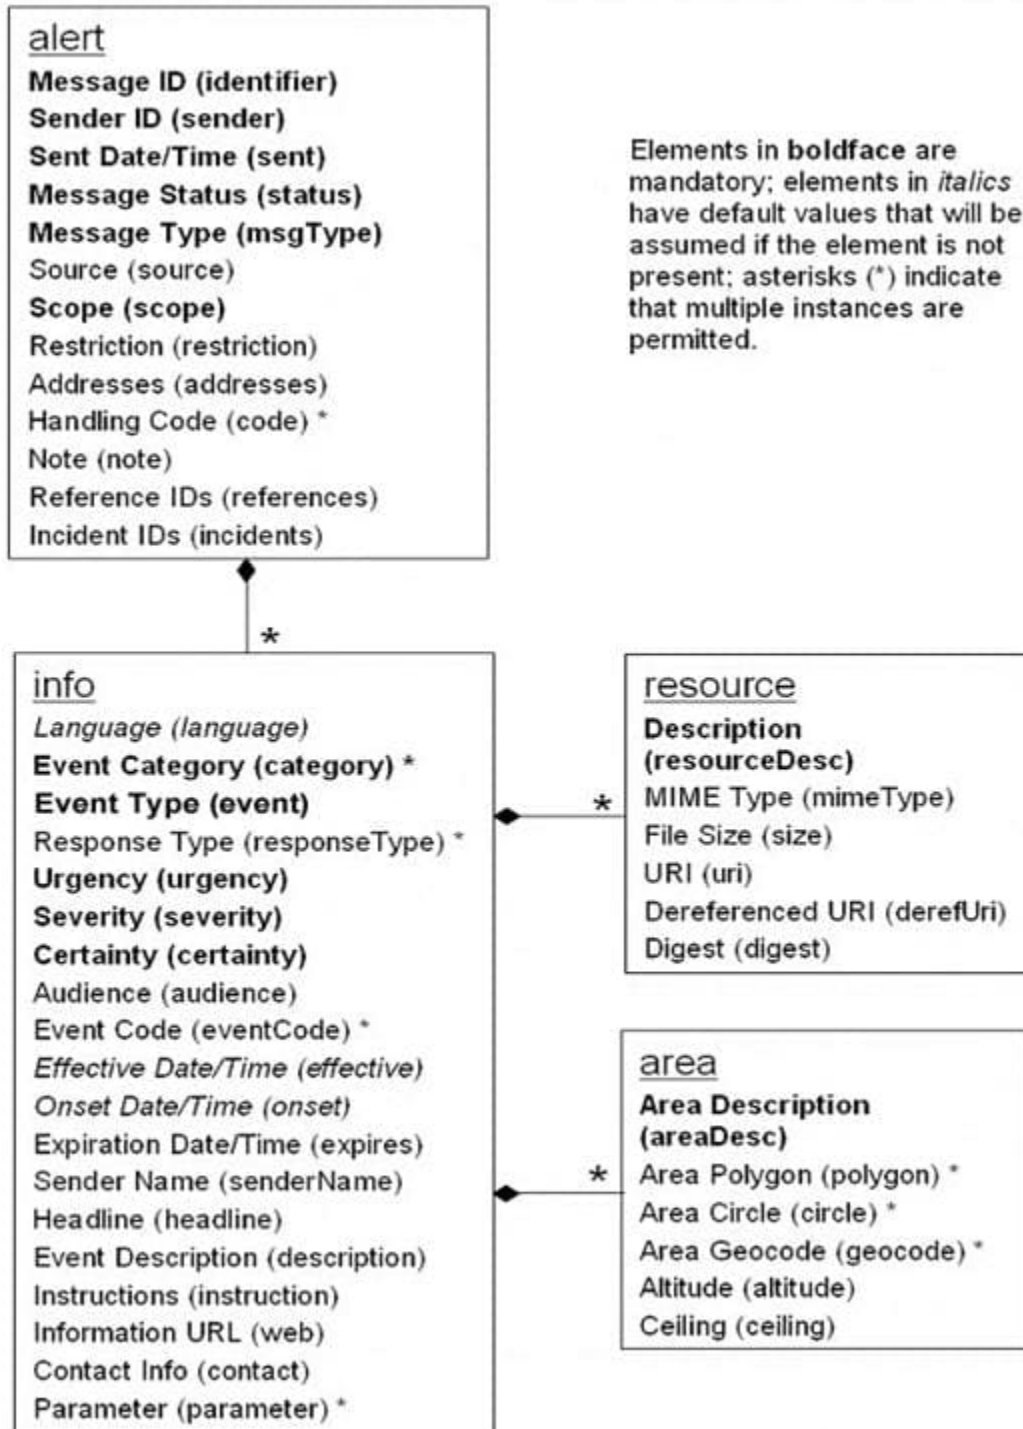 alert
Message ID (identifier)
Sender ID (sender)
Sent Date/Time (sent)
Message Status (status)
Message Type (msgType)
Source (source)
Scope (scope)
Restriction (restriction)
Addresses (addresses)
Handling Code (code) *
Note (note)
Reference IDs (references)
Incident IDs (incidents)
Elements in boldface are
mandatory; elements in italics
have default values that will be
assumed if the element is not
present; asterisks (*) indicate
that multiple instances are
permitted.
*
info
Language (language)
Event Category (category) *
Event Type (event)
Response Type (responseType) *
Urgency (urgency)
Severity (severity)
Certainty (certainty)
Audience (audience)
Event Code (eventCode) *
Effective Date/Time (effective)
Onset Date/Time (onset)
Expiration Date/Time (expires)
Sender Name (senderName)
Headline (headline)
Event Description (description)
Instructions (instruction)
Information URL (web)
Contact Info (contact)
Parameter (parameter) *
*
resource
Description
(resourceDesc)
MIME Type (mimeType)
File Size (size)
URI (uri)
Dereferenced URI (derefUri)
Digest (digest)
*
area
Area Description
(areaDesc)
Area Polygon (polygon) *
Area Circle (circle) *
Area Geocode (geocode) *
Altitude (altitude)
Ceiling (ceiling)